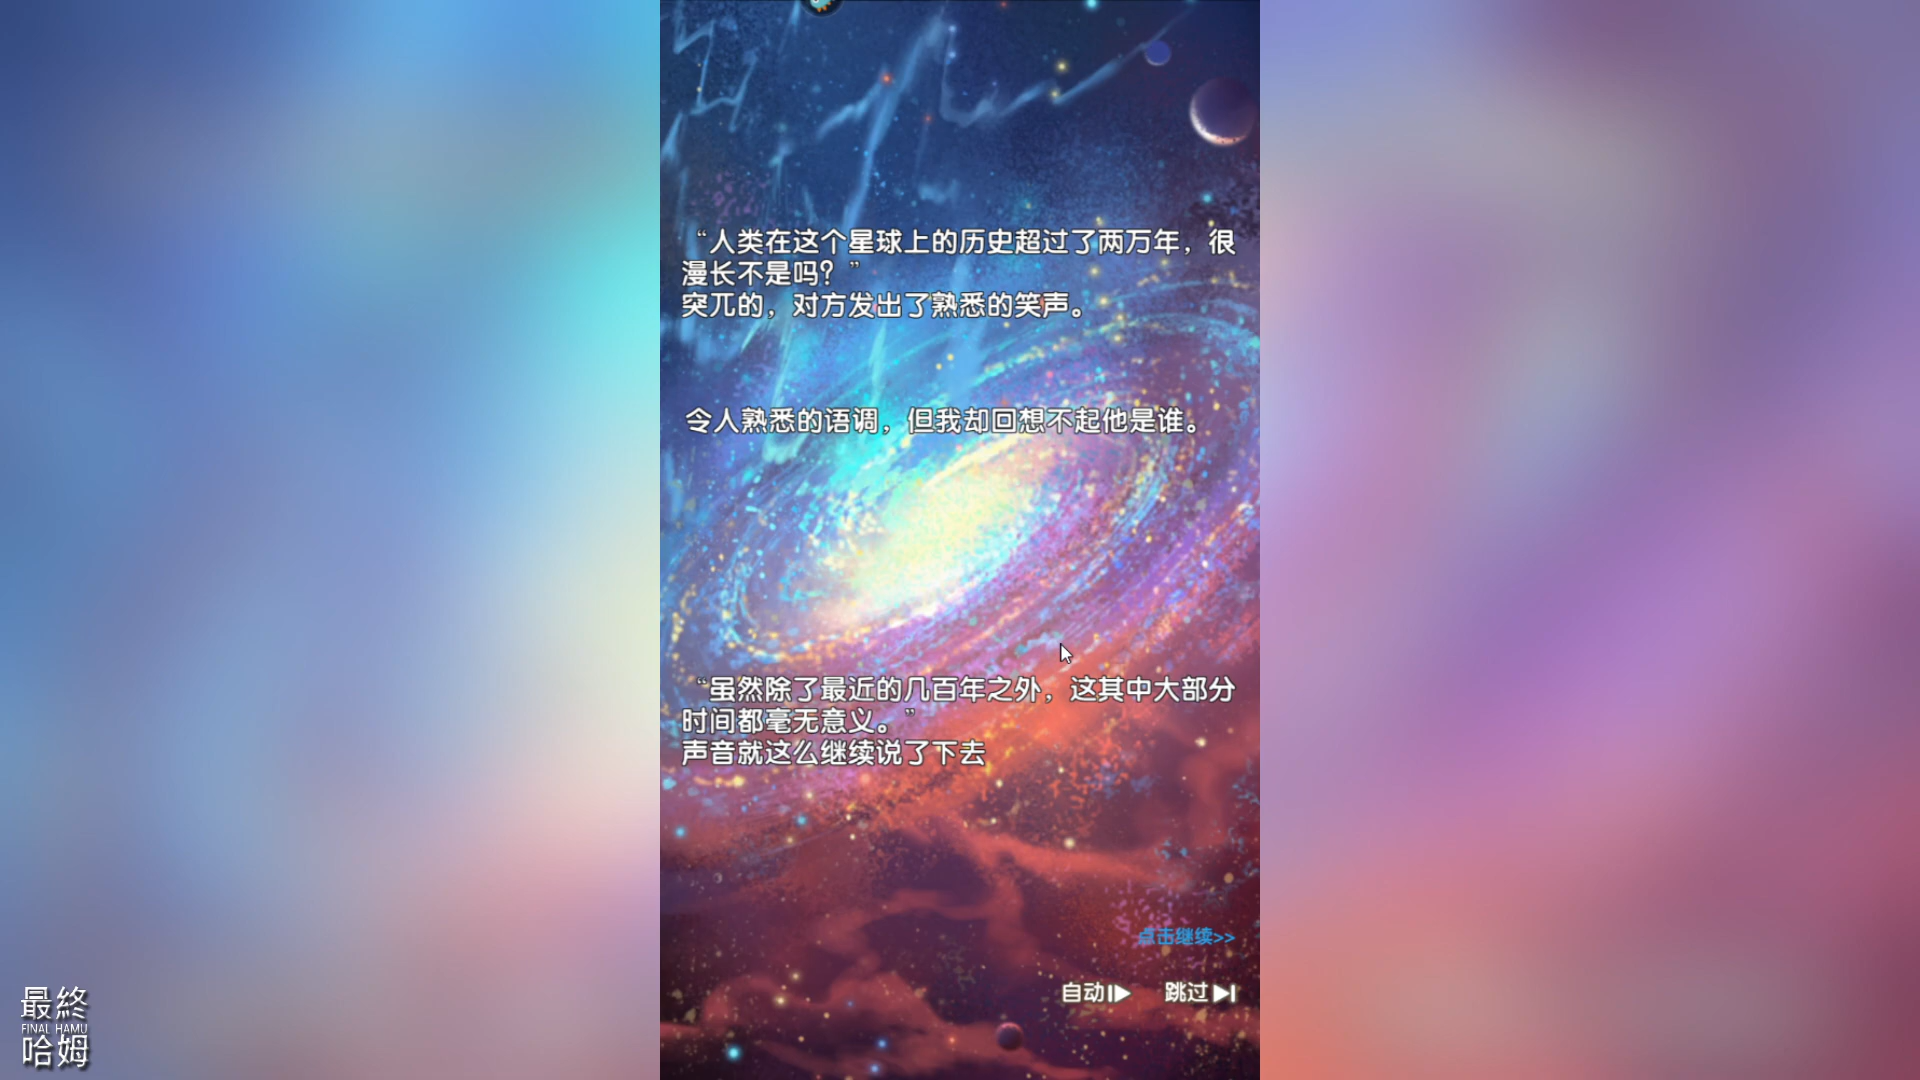 “人类在这个星球上的历史超过了两万年，很
漫长不是吗？”
突兀的，对方发出了熟悉的笑声。
令人熟悉的语调，但我却回想不起他是谁。
“虽然除了最近的几百年之外，这其中大部分
时间都毫无意义。”
声音就这么继续说了下去
点击继续>>
自动 跳过
最終
FINAL HAMU
哈姆